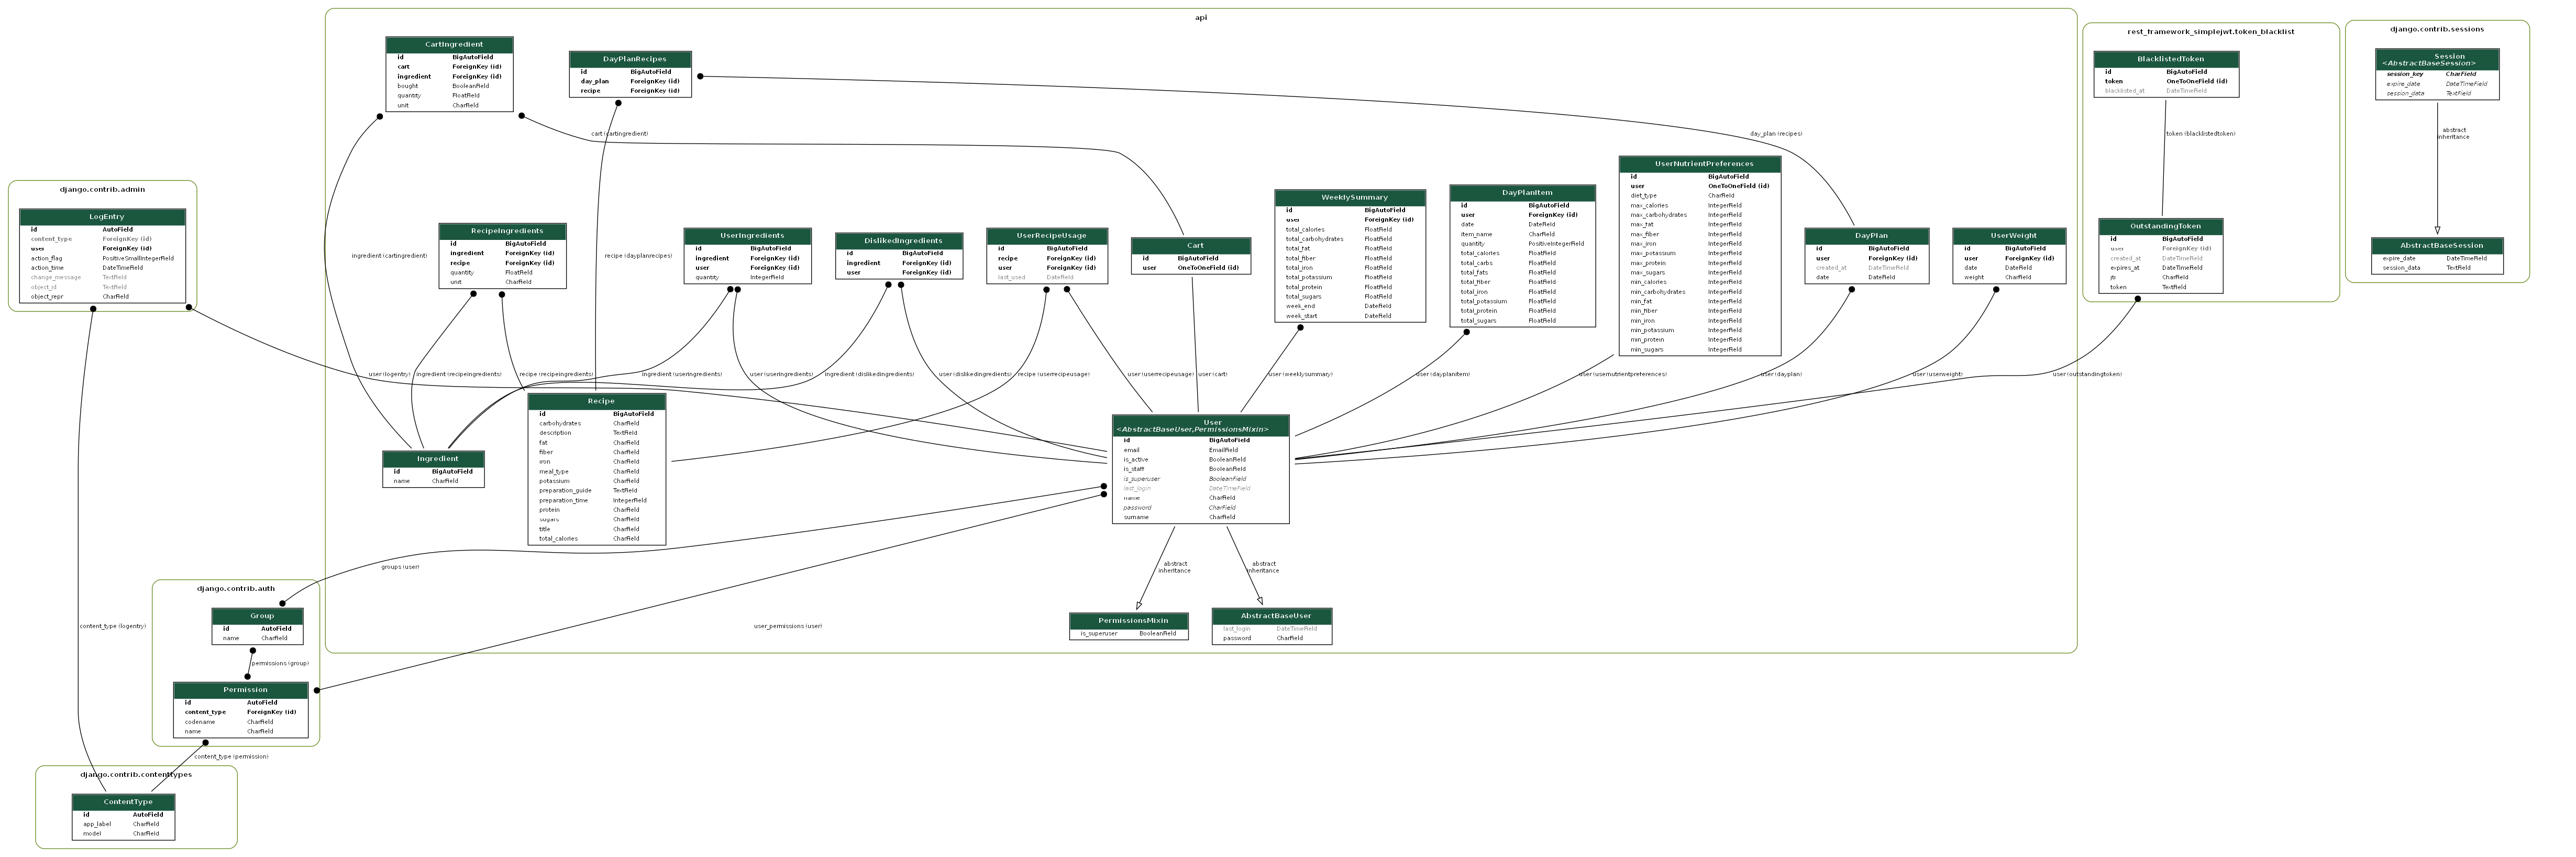 api
CartIngredient
id BigAutoField
cart ForeignKey (id)
ingredient ForeignKey (id)
bought BooleanField
quantity FloatField
unit CharField
DayPlanRecipes
id BigAutoField
day_plan ForeignKey (id)
recipe ForeignKey (id)
rest_framework_simplejwt.token_blacklist
BlacklistedToken
id BigAutoField
token OneToOneField (id)
blacklisted_at DateTimeField
django.contrib.sessions
Session
<AbstractBaseSession>
session_key CharField
expire_date DateTimeField
session_data TextField
cart (cartingredient)
day_plan (recipes)
token (blacklistedtoken)
abstract
inheritance
django.contrib.admin
LogEntry
id AutoField
content_type ForeignKey (id)
user ForeignKey (id)
action_flag PositiveSmallIntegerField
action_time DateTimeField
change_message TextField
object_id TextField
object_repr CharField
ingredient (cartingredient)
RecipeIngredients
id BigAutoField
ingredient ForeignKey (id)
recipe ForeignKey (id)
quantity FloatField
unit CharField
recipe (dayplanrecipes)
UserIngredients
id BigAutoField
ingredient ForeignKey (id)
user ForeignKey (id)
quantity IntegerField
DislikedIngredients
id BigAutoField
ingredient ForeignKey (id)
user ForeignKey (id)
UserRecipeUsage
id BigAutoField
recipe ForeignKey (id)
user ForeignKey (id)
last_used DateField
Cart
id BigAutoField
user OneToOneField (id)
WeeklySummary
id BigAutoField
user ForeignKey (id)
total_calories FloatField
total_carbohydrates FloatField
total_fat FloatField
total_fiber FloatField
total_iron FloatField
total_potassium FloatField
total_protein FloatField
total_sugars FloatField
week_end DateField
week_start DateField
DayPlanItem
id BigAutoField
user ForeignKey (id)
date DateField
item_name CharField
quantity PositiveIntegerField
total_calories FloatField
total_carbs FloatField
total_fats FloatField
total_fiber FloatField
total_iron FloatField
total_potassium FloatField
total_protein FloatField
total_sugars FloatField
UserNutrientPreferences
id BigAutoField
user OneToOneField (id)
diet_type CharField
max_calories IntegerField
max_carbohydrates IntegerField
max_fat IntegerField
max_fiber IntegerField
max_iron IntegerField
max_potassium IntegerField
max_protein IntegerField
max_sugars IntegerField
min_calories IntegerField
min_carbohydrates IntegerField
min_fat IntegerField
min_fiber IntegerField
min_iron IntegerField
min_potassium IntegerField
min_protein IntegerField
min_sugars IntegerField
DayPlan
id BigAutoField
user ForeignKey (id)
created_at DateTimeField
date DateField
UserWeight
id BigAutoField
user ForeignKey (id)
date DateField
weight CharField
OutstandingToken
id BigAutoField
user ForeignKey (id)
created_at DateTimeField
expires_at DateTimeField
jti CharField
token TextField
AbstractBaseSession
expire_date DateTimeField
session_data TextField
user (logentry)
ingredient (recipeingredients)
recipe (recipeingredients)
ingredient (useringredients)
user (useringredients)
ingredient (dislikedingredients)
user (dislikedingredients)
recipe (userrecipeusage)
user (userrecipeusage)
user (cart)
user (weeklysummary)
user (dayplanitem)
user (usernutrientpreferences)
user (dayplan)
user (userweight)
user (outstandingtoken)
Ingredient
id BigAutoField
name CharField
Recipe
id BigAutoField
carbohydrates CharField
description TextField
fat CharField
fiber CharField
iron CharField
meal_type CharField
potassium CharField
preparation_guide TextField
preparation_time IntegerField
protein CharField
sugars CharField
title CharField
total_calories CharField
User
<AbstractBaseUser,PermissionsMixin>
id BigAutoField
email EmailField
is_active BooleanField
is_staff BooleanField
is_superuser BooleanField
last_login DateTimeField
name CharField
password CharField
surname CharField
groups (user)
abstract
inheritance
abstract
inheritance
django.contrib.auth
Group
id AutoField
name CharField
content_type (logentry)
user_permissions (user)
PermissionsMixin
is_superuser BooleanField
AbstractBaseUser
last_login DateTimeField
password CharField
permissions (group)
Permission
id AutoField
content_type ForeignKey (id)
codename CharField
name CharField
content_type (permission)
django.contrib.contenttypes
ContentType
id AutoField
app_label CharField
model CharField